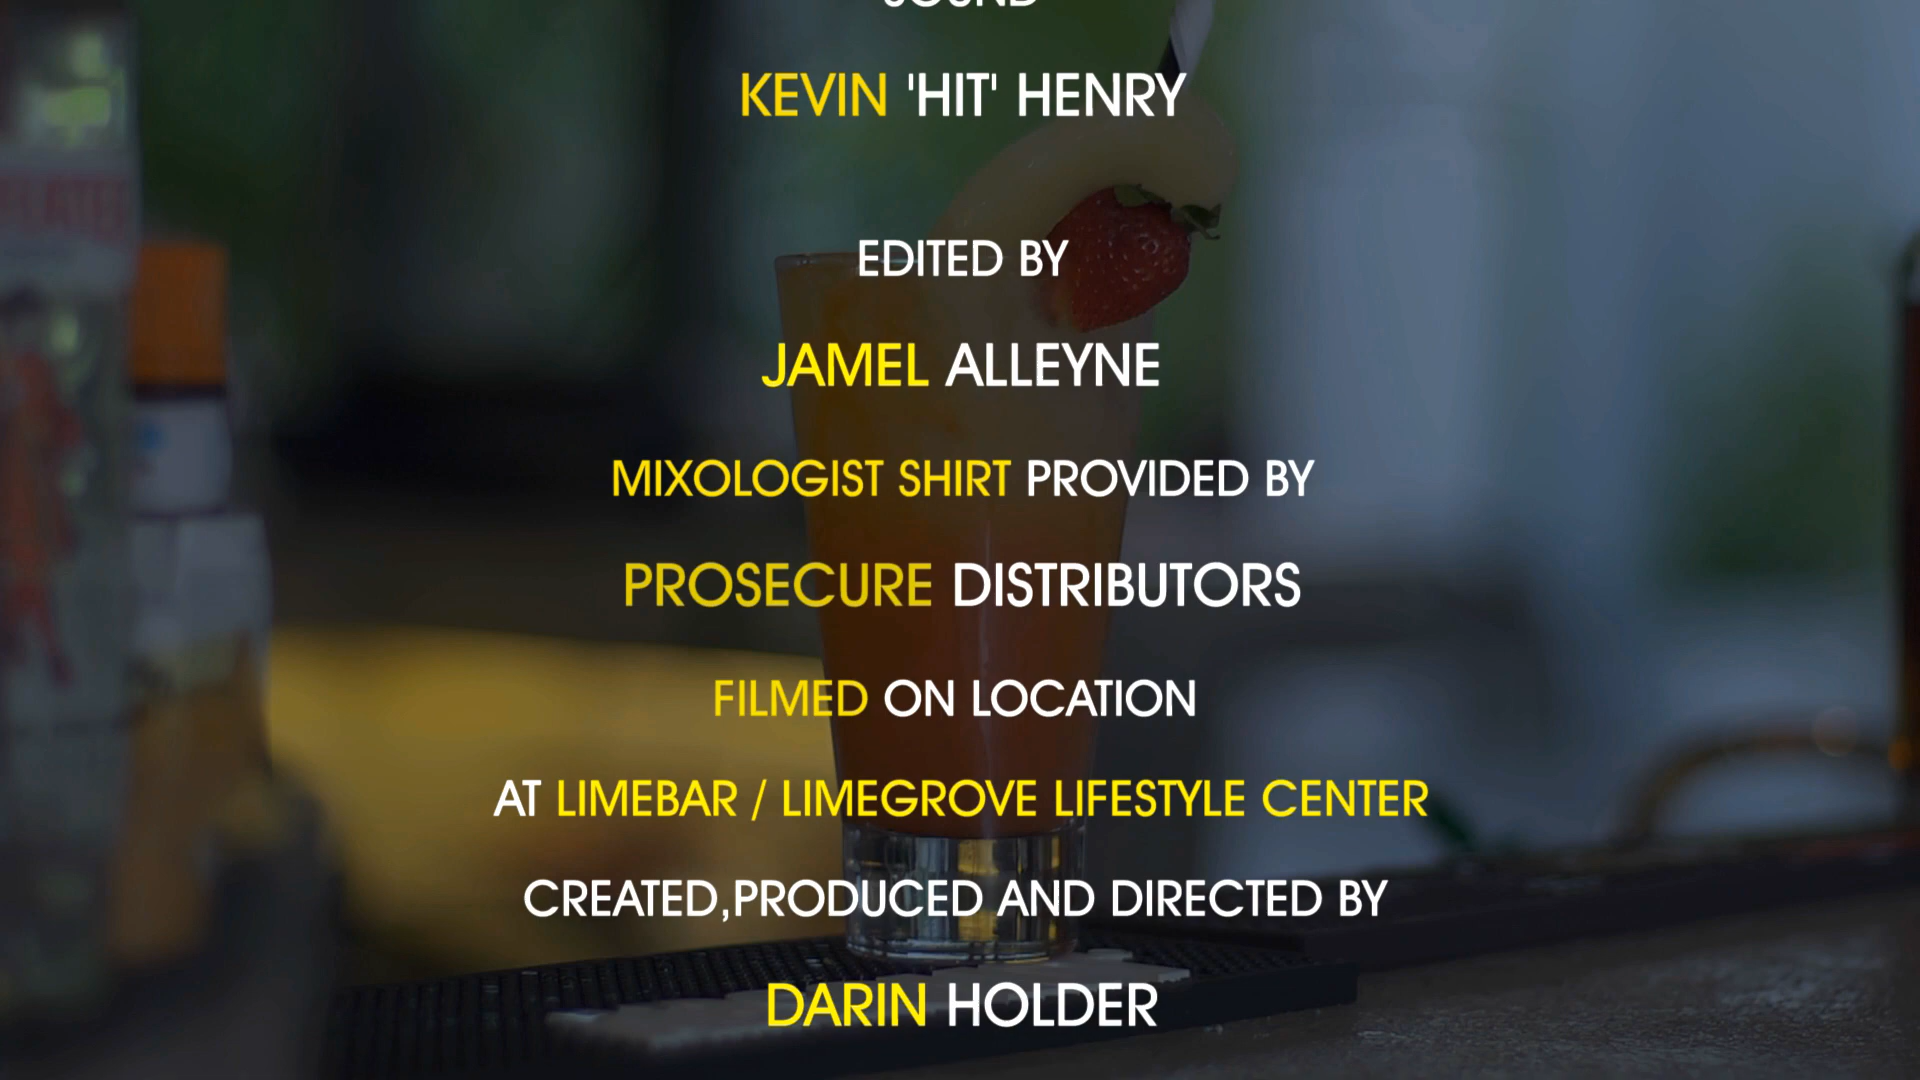 SOUND
KEVIN 'HIT' HENRY
EDITED BY
JAMEL ALLEYNE
MIXOLOGIST SHIRT PROVIDED BY
PROSECURE DISTRIBUTORS
FILMED ON LOCATION
AT LIMEBAR / LIMEGROVE LIFESTYLE CENTER
CREATED,PRODUCED AND DIRECTED BY
DARIN HOLDER